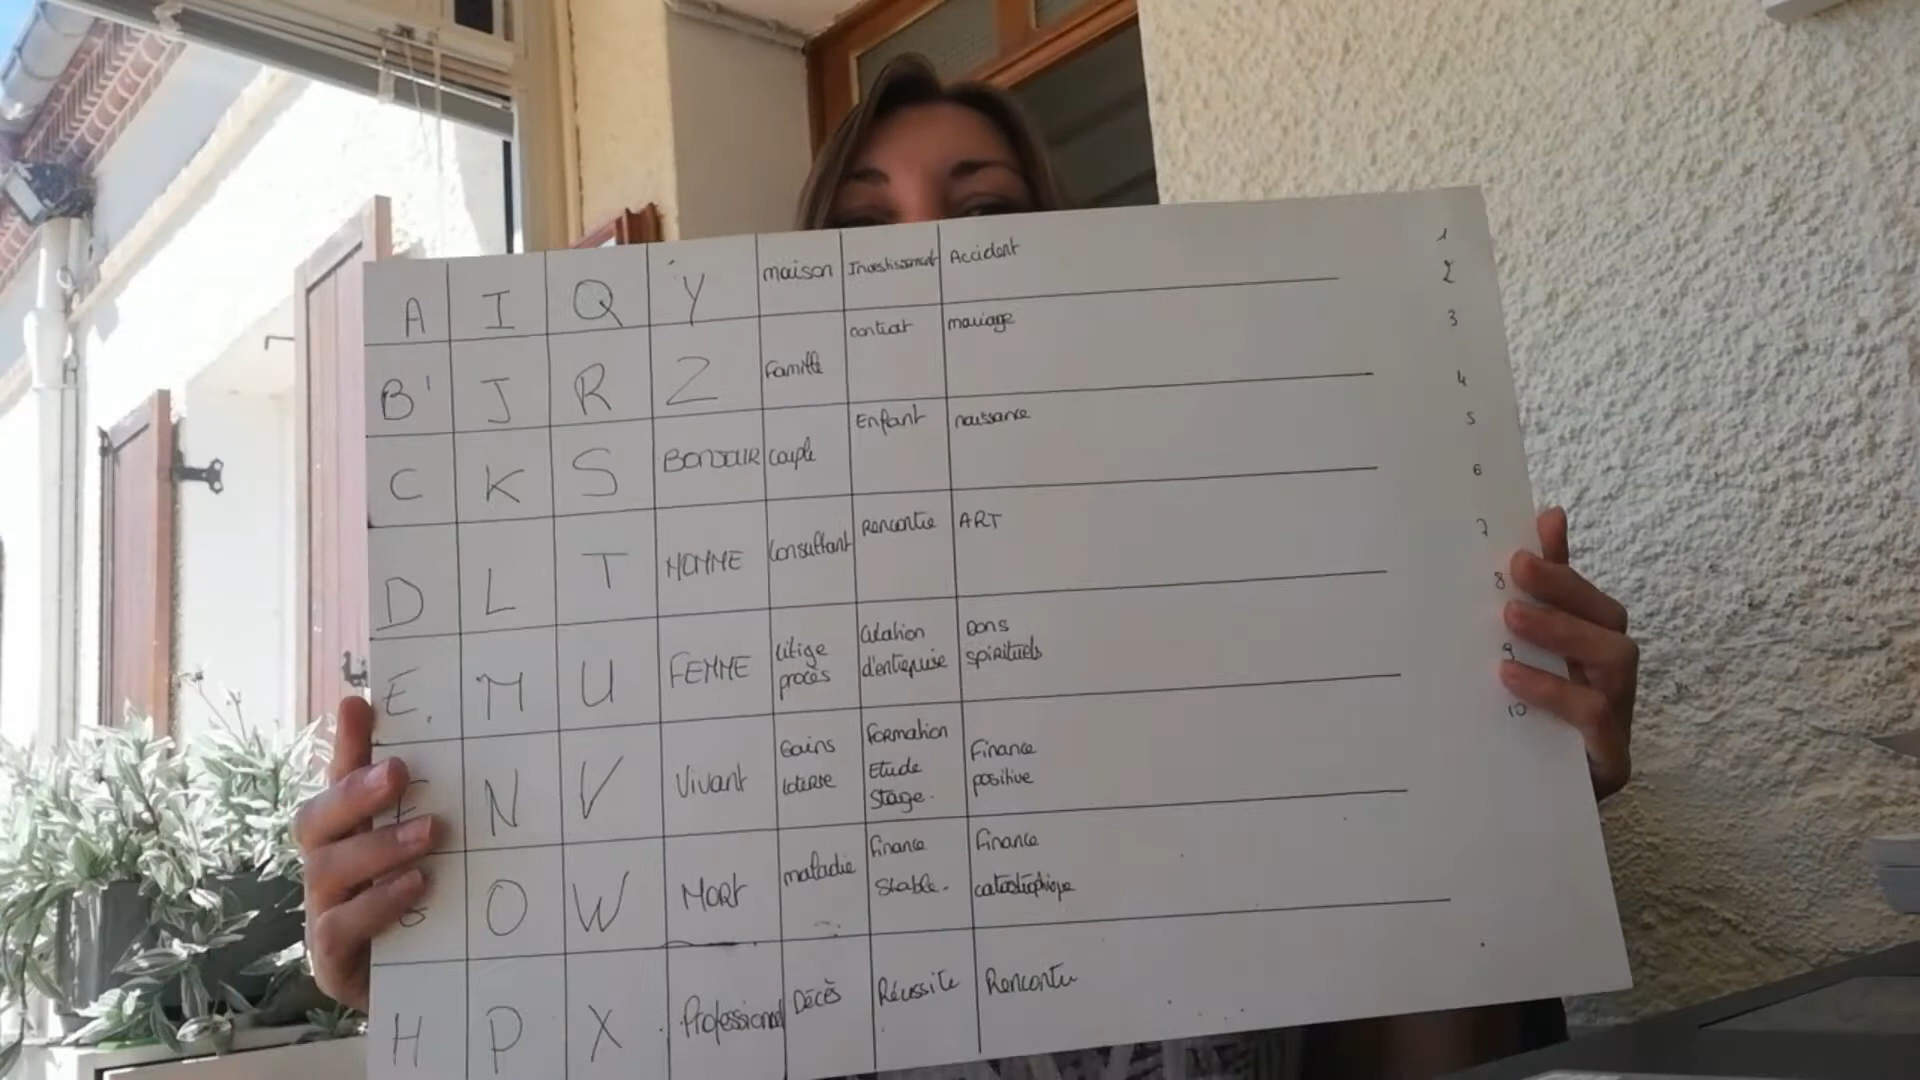 A I Q Y maison Investissement Accident 1
2
B' J R Z Famille contrat mariage 3
4
C K S BONJOUR couple Enfant naissance 5
6
D L T HOMME Consultant Rencontre ART 7
8
E. M U FEMME Litige procès Création d'entreprise Dons spirituels 9
10
F N V Vivant Gains loterie Formation Etude Stage. Finance positive
O W MORT maladie finance Stable. Finance catastrophique
H P X Professionnel Décès Réussite Rencontre